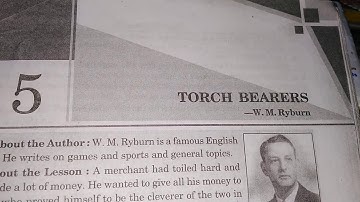 5
TORCH BEARERS
—W. M. Ryburn
bout the Author : W. M. Ryburn is a famous English
He writes on games and sports and general topics.
out the Lesson : A merchant had toiled hard and
de a lot of money. He wanted to give all his money to
who proved himself to be the cleverer of the two in